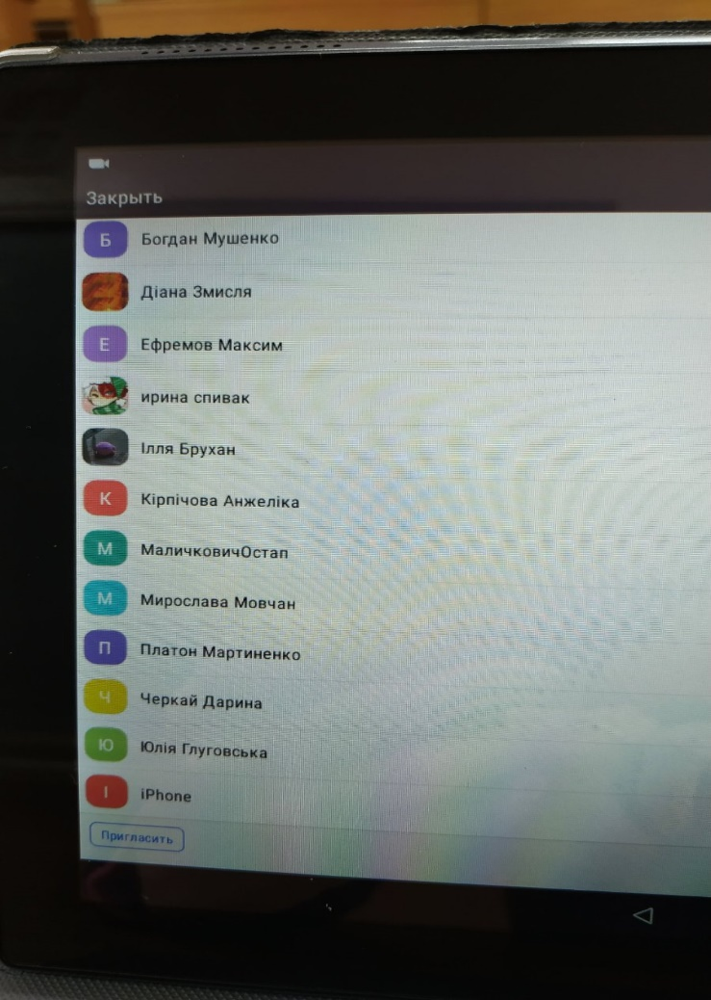 Закрыть
Б Богдан Мушенко
Діана Змисля
Е Ефремов Максим
ирина спивак
Ілля Брухан
К Кірпічова Анжеліка
М МаличковичОстап
М Мирослава Мовчан
П Платон Мартиненко
Ч Черкай Дарина
Ю Юлія Глуговська
I iPhone
Пригласить